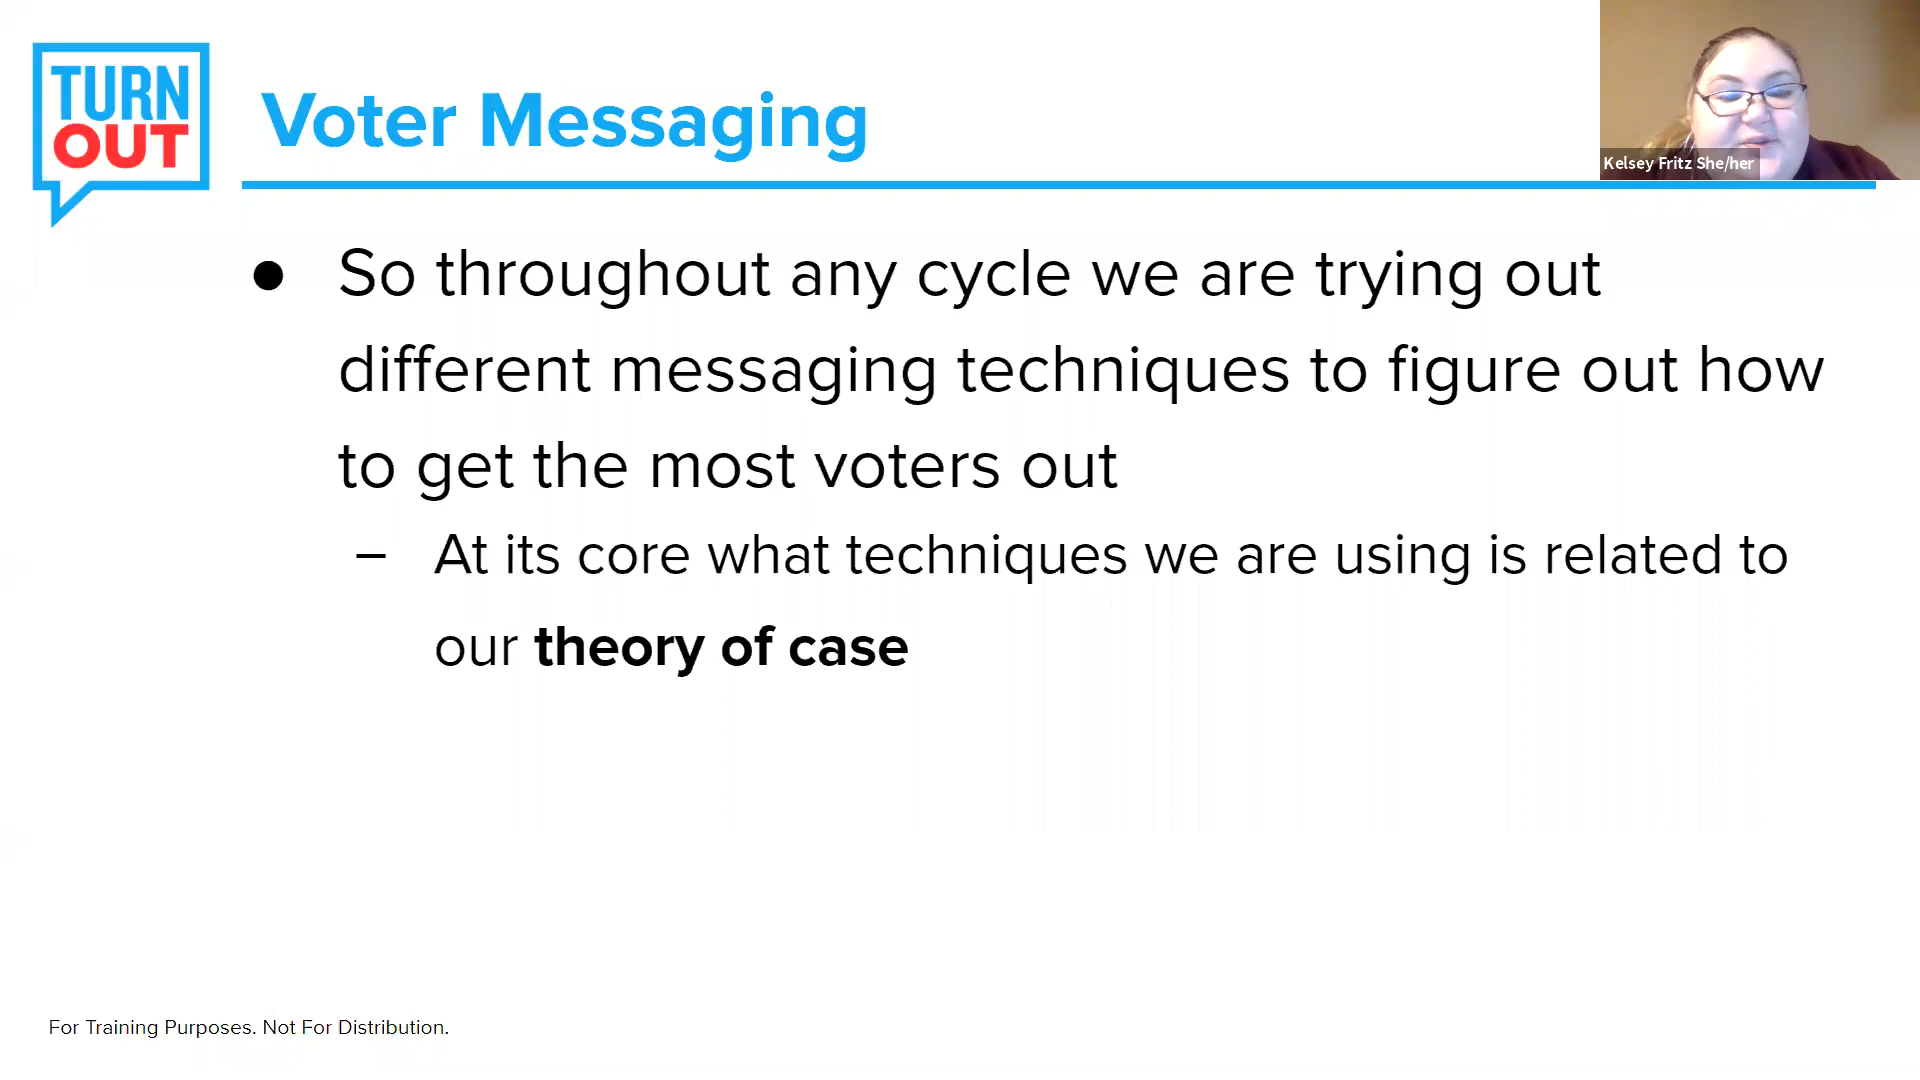 TURN
OUT
Voter Messaging
Kelsey Fritz She/her
● So throughout any cycle we are trying out
different messaging techniques to figure out how
to get the most voters out
– At its core what techniques we are using is related to
our theory of case
For Training Purposes. Not For Distribution.